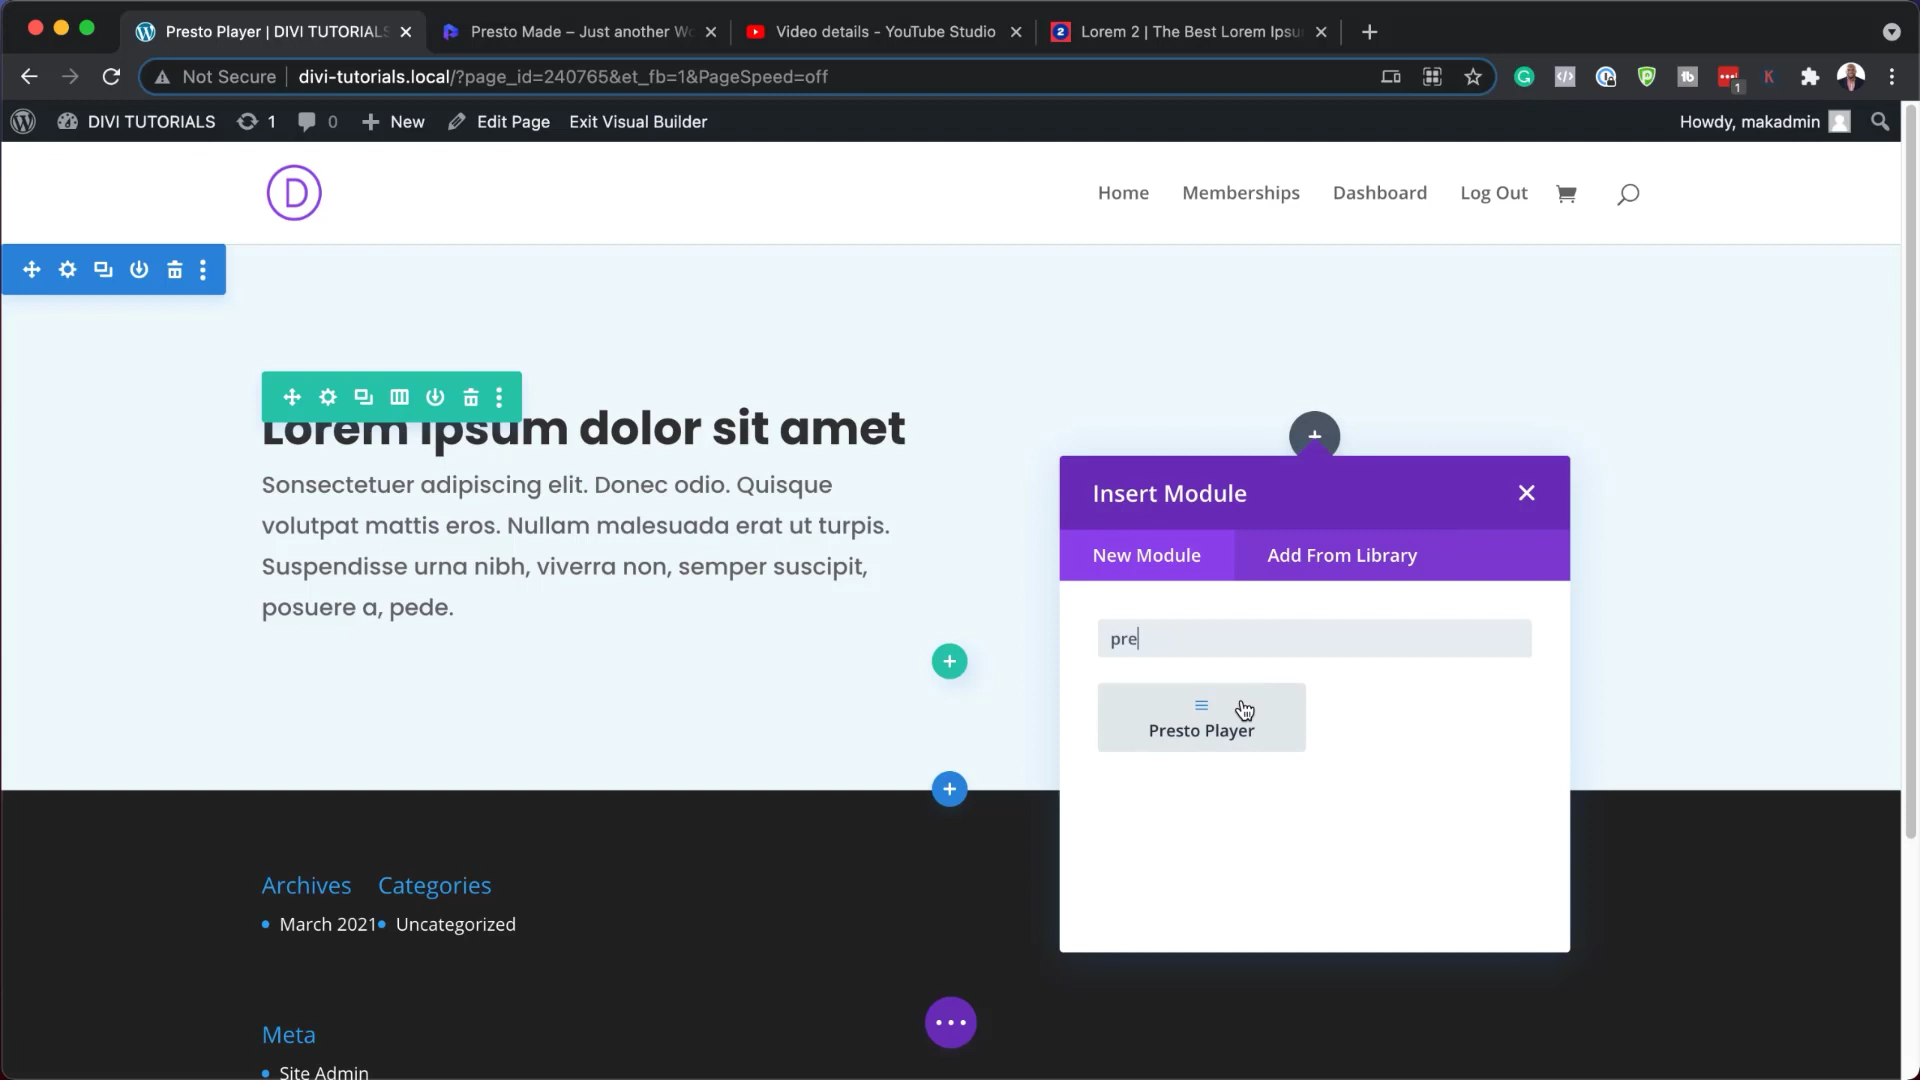 Presto Player | DIVI TUTORIALS
Presto Made – Just another Wo
Video details - YouTube Studio
2 Lorem 2 | The Best Lorem Ipsu
Not Secure
divi-tutorials.local/?page_id=240765&et_fb=1&PageSpeed=off
1
DIVI TUTORIALS
1
0
New
Edit Page
Exit Visual Builder
Howdy, makadmin
D
Home
Memberships
Dashboard
Log Out
Lorem ipsum dolor sit amet
Sonsectetuer adipiscing elit. Donec odio. Quisque
volutpat mattis eros. Nullam malesuada erat ut turpis.
Suspendisse urna nibh, viverra non, semper suscipit,
posuere a, pede.
Insert Module
New Module
Add From Library
pre
Presto Player
Archives
March 2021
Categories
Uncategorized
Meta
Site Admin